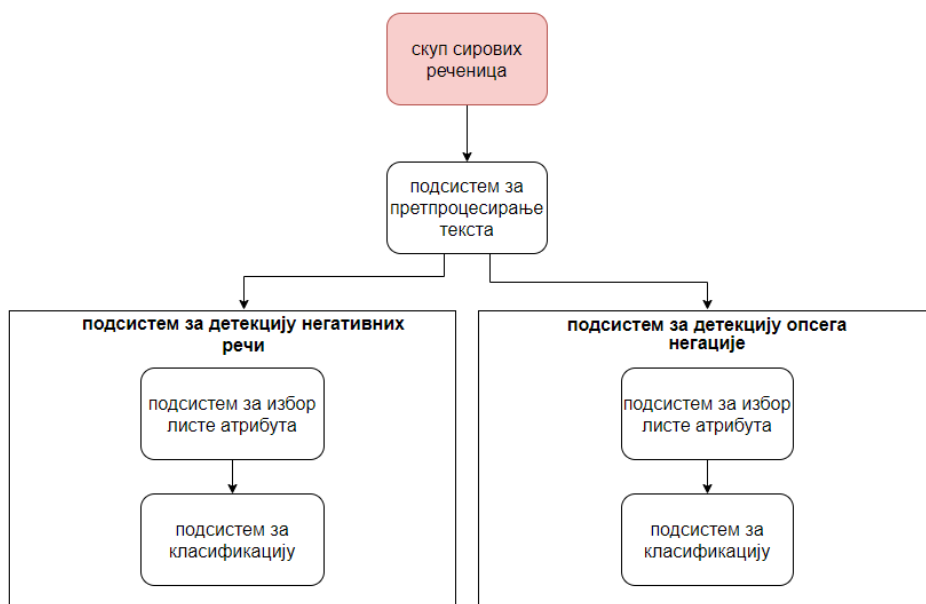 скуп сирових
реченица
подсистем за
претпроцесирање
текста
подсистем за детекцију негативних
речи
подсистем за избор
листе атрибута
подсистем за
класификацију
подсистем за детекцију опсега
негације
подсистем за избор
листе атрибута
подсистем за
класификацију